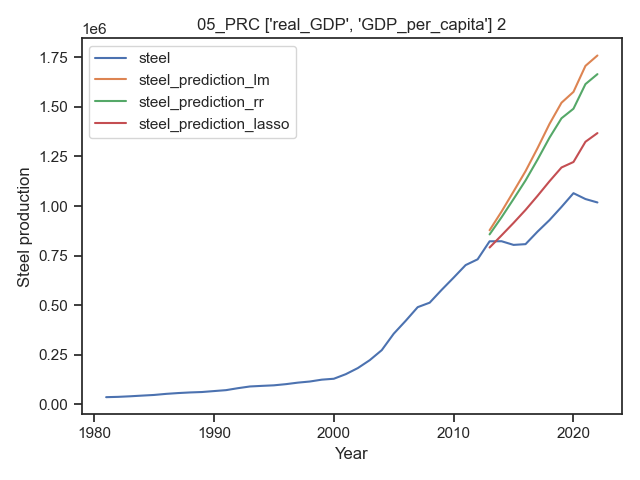 05_PRC ['real_GDP', 'GDP_per_capita'] 2
1e6
steel
steel_prediction_lm
steel_prediction_rr
steel_prediction_lasso
1.75
1.50
1.25
1.00
0.75
0.50
0.25
0.00
Steel production
1980
1990
2000
2010
2020
Year